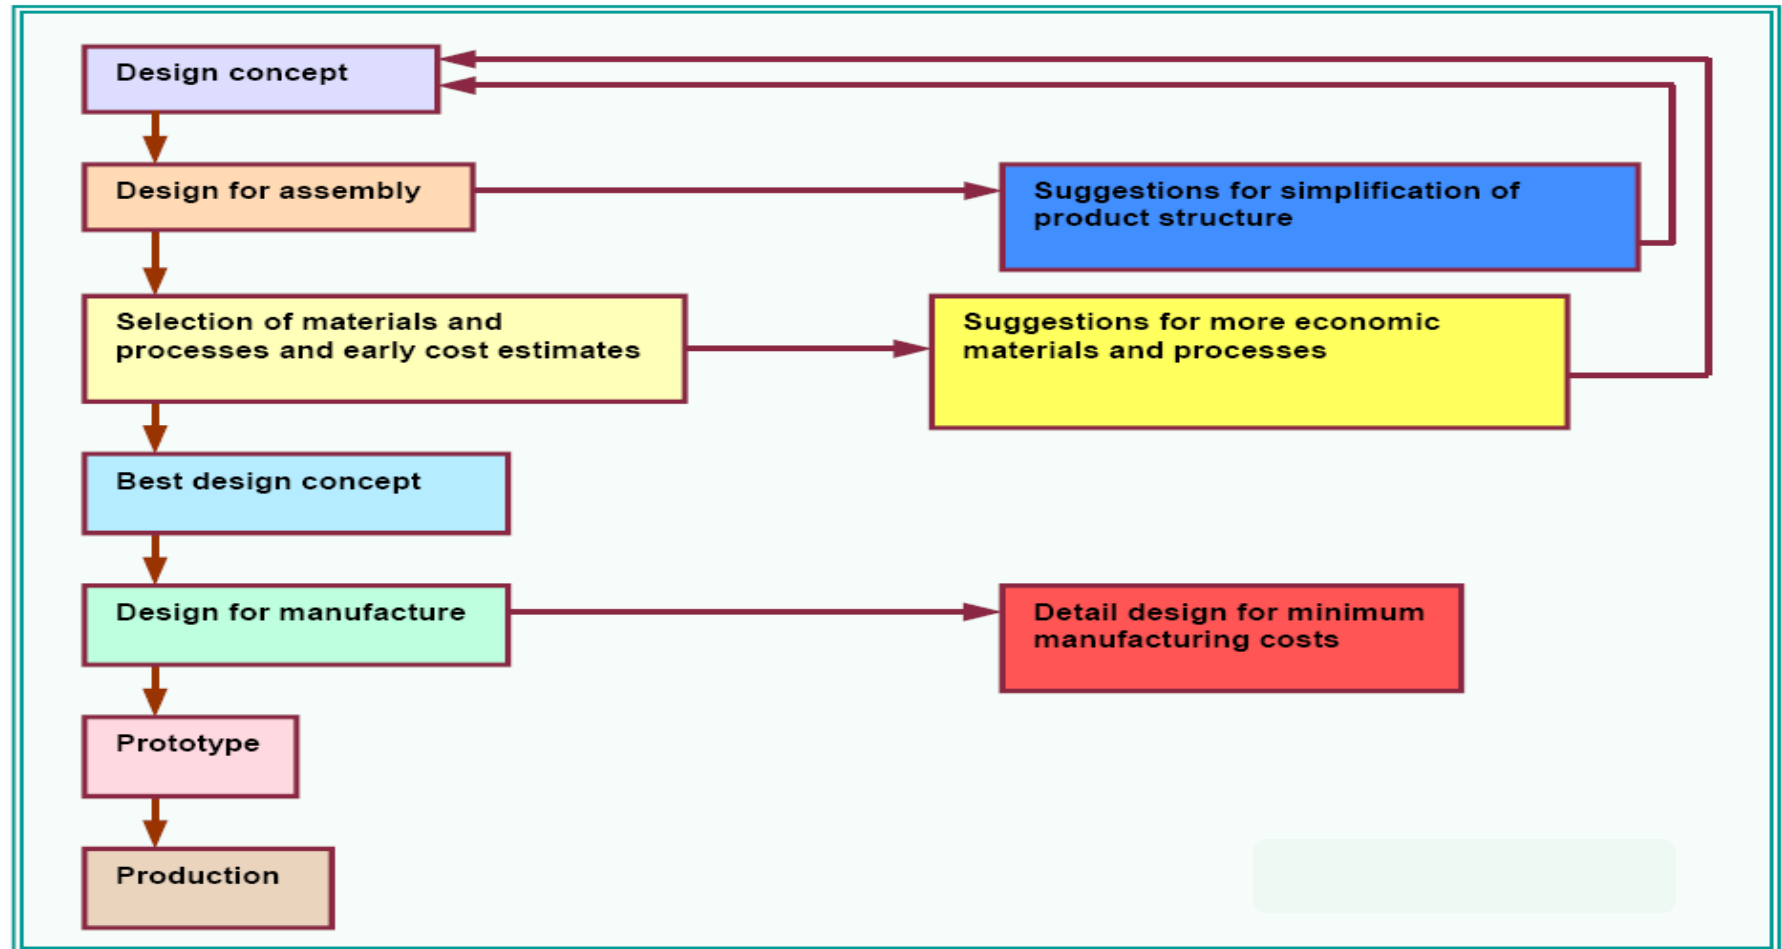 Design concept
Design for assembly
Suggestions for simplification of
product structure
Selection of materials and
processes and early cost estimates
Suggestions for more economic
materials and processes
Best design concept
Design for manufacture
Detail design for minimum
manufacturing costs
Prototype
Production